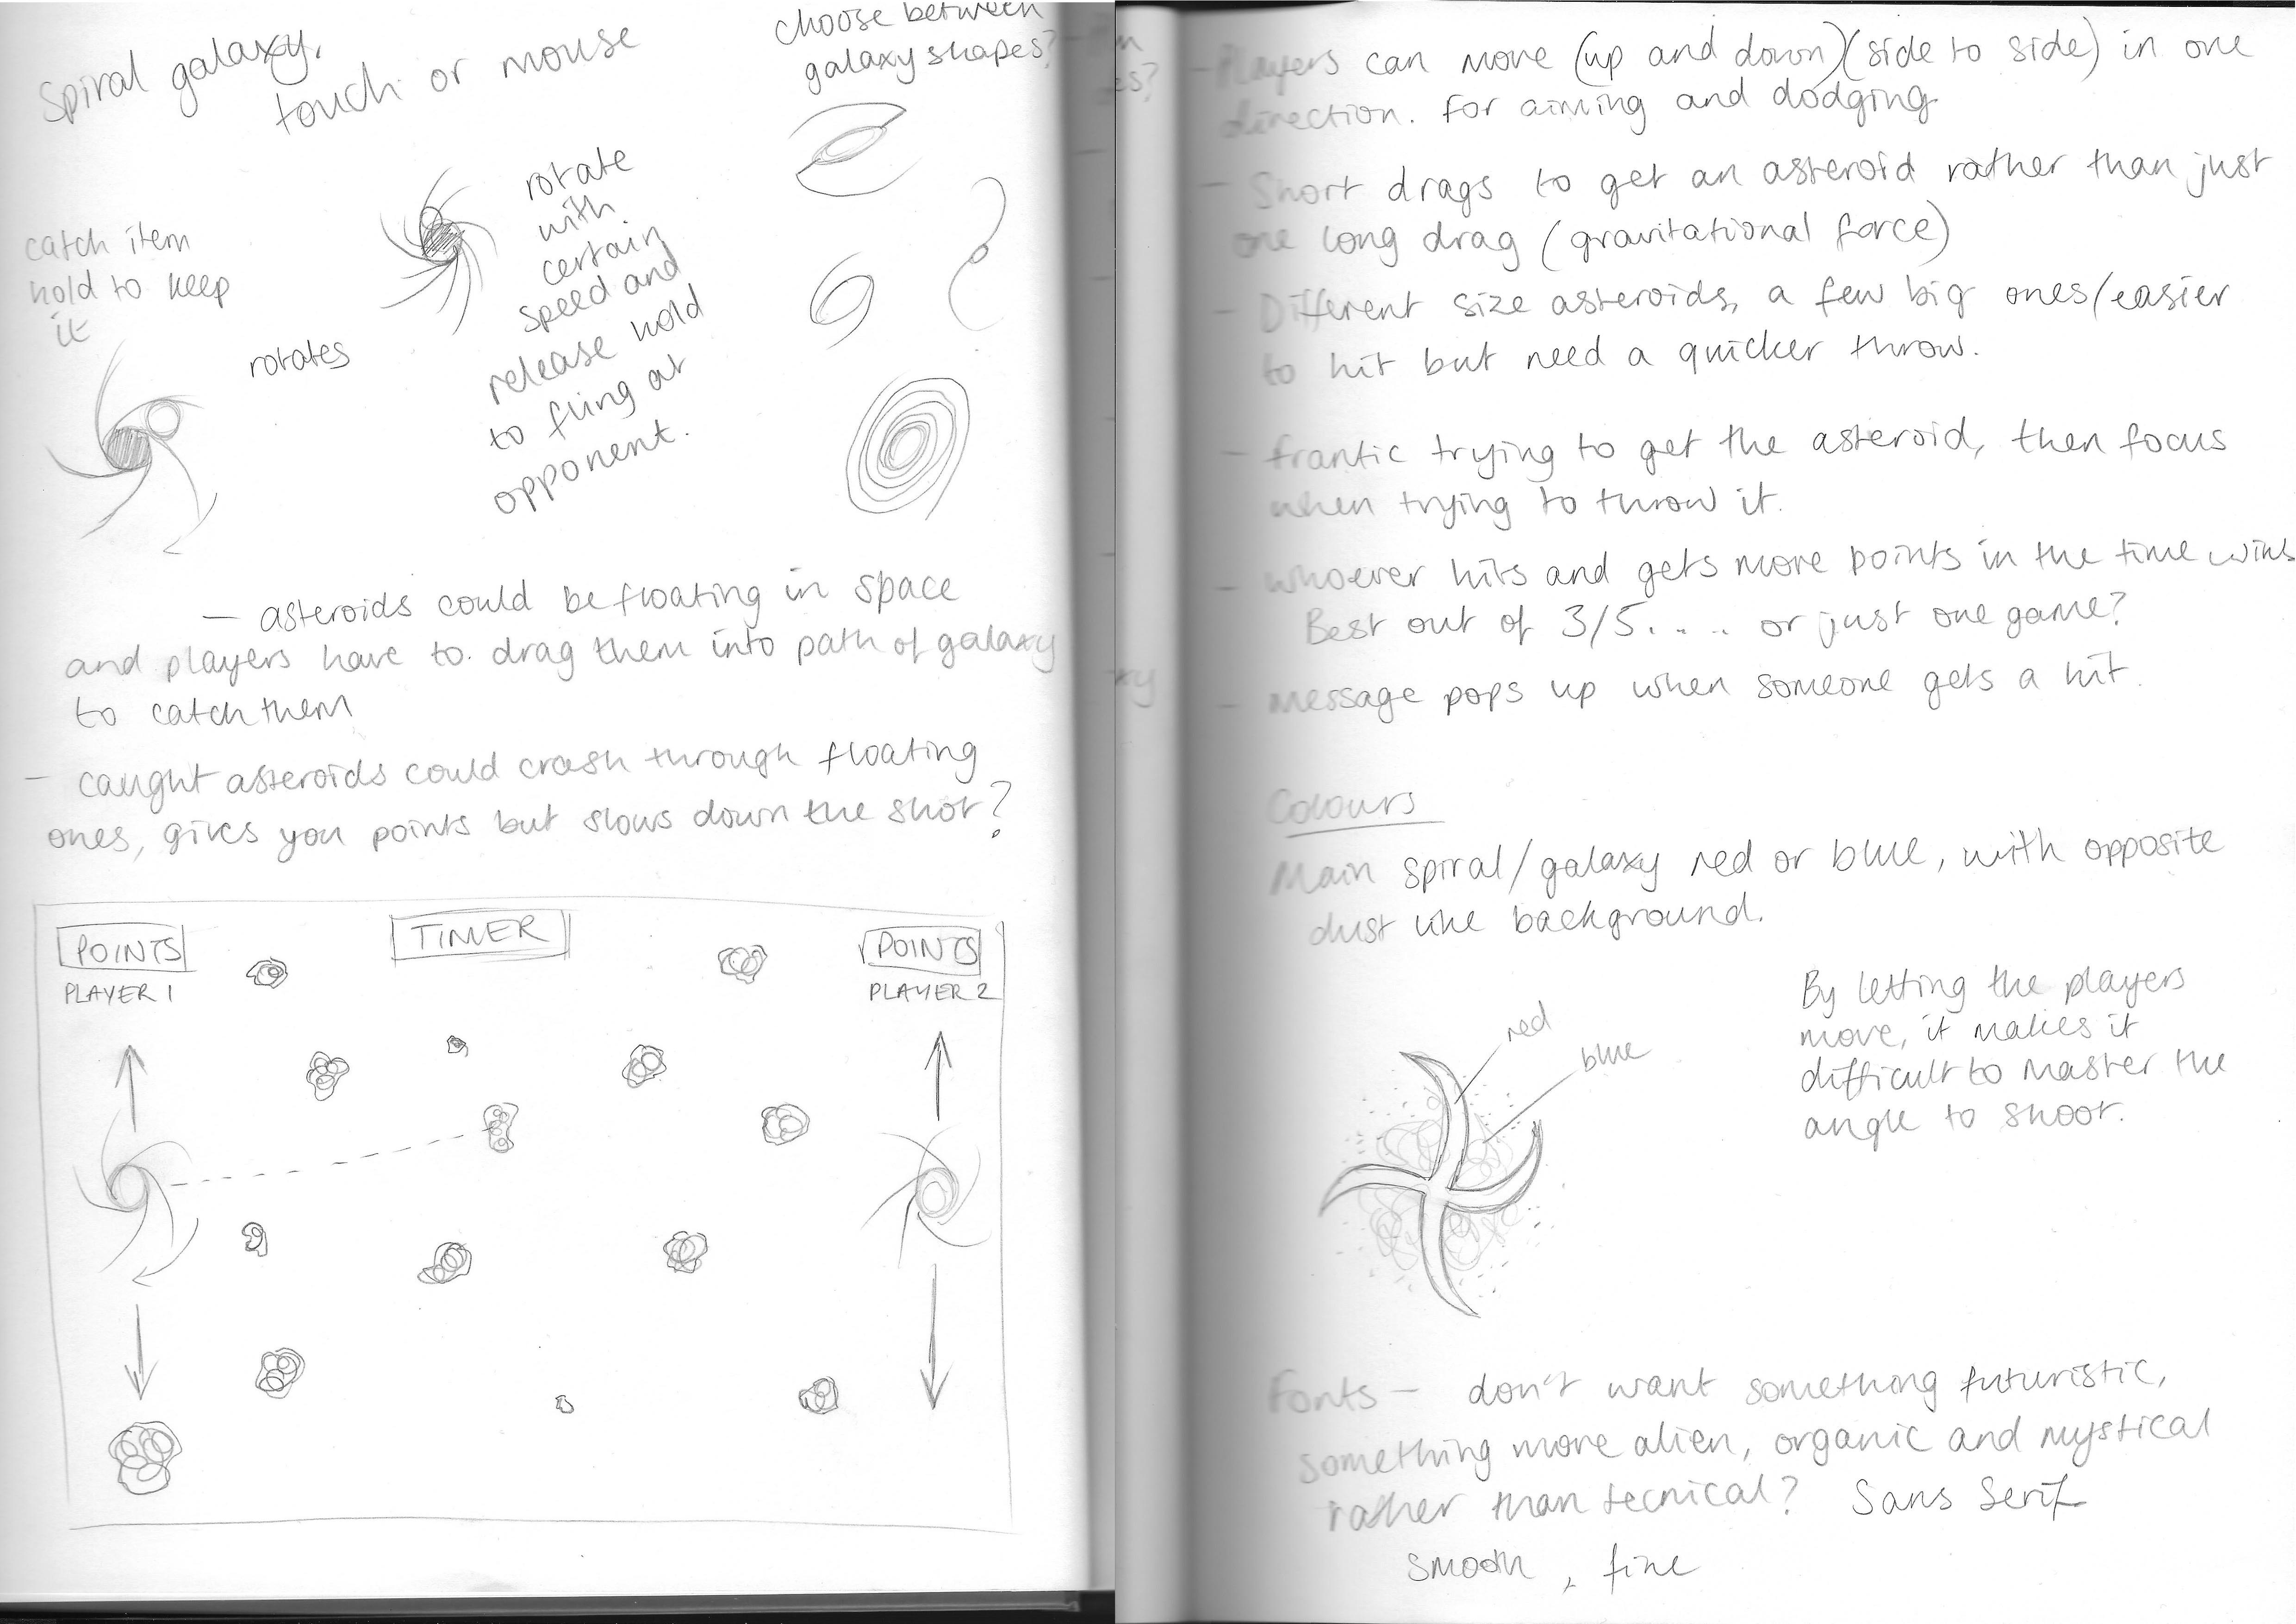 Spiral galaxy,
touch or mouse
choose between
galaxy shapes?
catch item
hold to keep
it
rotates
rotate
with
certain
speed and
release hold
to fling at
opponent.
— asteroids could be floating in space
and players have to drag them into path of galaxy
to catch them
— caught asteroids could crash through floating
ones, gives you points but slows down the shot?
POINTS
PLAYER 1
TIMER
POINTS
PLAYER 2
- Players can move (up and down)(side to side) in one
direction. For aiming and dodging
- Short drags to get an asteroid rather than just
one long drag (gravitational force)
- Different size asteroids, a few big ones/easier
to hit but need a quicker throw.
- frantic trying to get the asteroid, then focus
when trying to throw it.
- whoever hits and gets more points in the time wins
Best out of 3/5.... or just one game?
- message pops up when someone gets a hit.
Colours
Main spiral/galaxy red or blue, with opposite
dust like background.
red
blue
By letting the players
move, it makes it
difficult to master the
angle to shoot.
Fonts — don't want something futuristic,
something more alien, organic and mystical
rather than tecnical? Sans Serif
smooth, fine